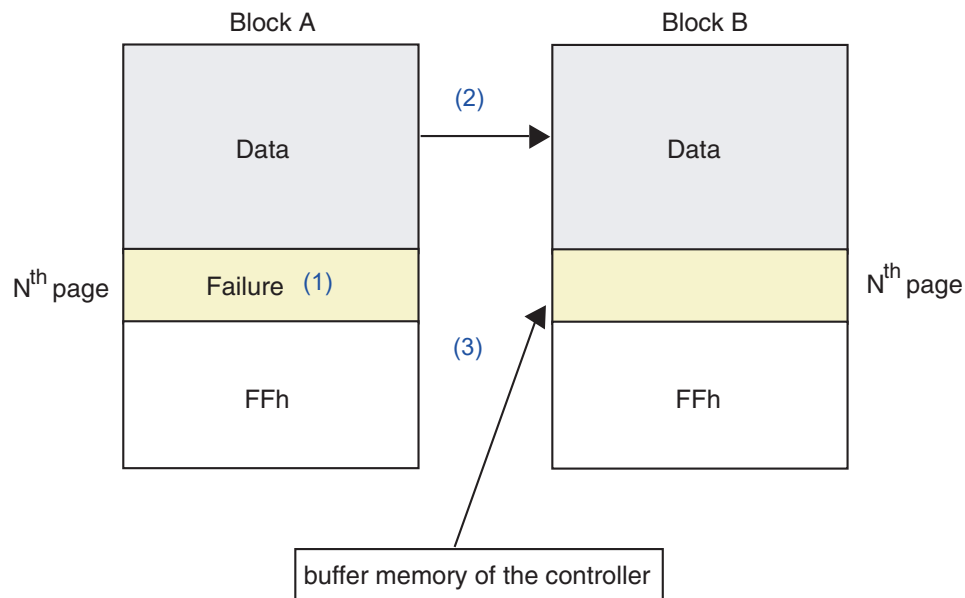 Block A
Block B
(2)
Data
Data
Nth page
Failure (1)
Nth page
(3)
FFh
FFh
buffer memory of the controller